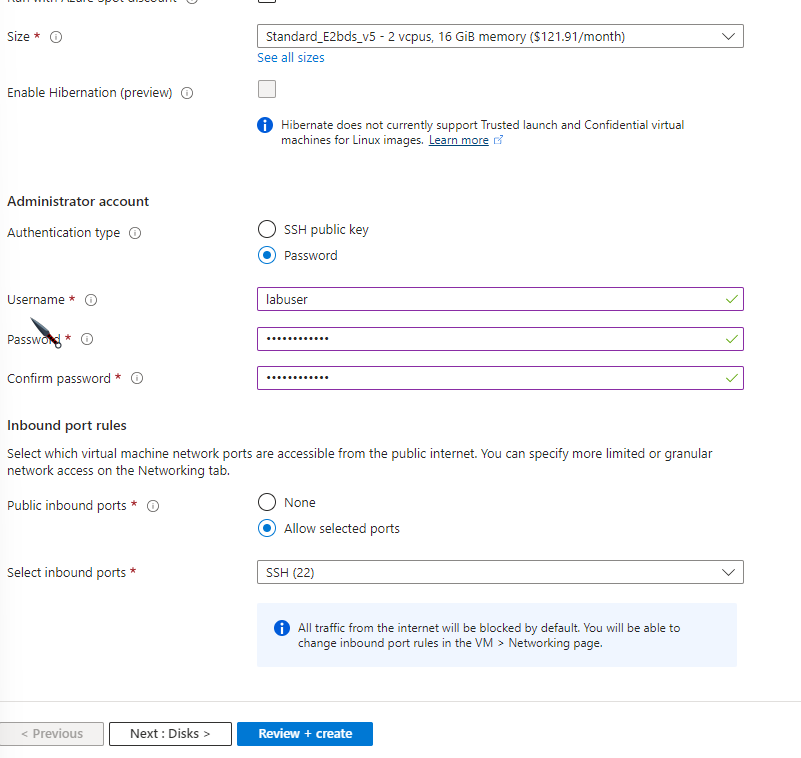 Run with Azure Spot discount
Size *
Standard_E2bds_v5 - 2 vcpus, 16 GiB memory ($121.91/month)
See all sizes
Enable Hibernation (preview)
Hibernate does not currently support Trusted launch and Confidential virtual
machines for Linux images. Learn more
Administrator account
Authentication type
SSH public key
Password
Username *
labuser
Password *
••••••••••••
Confirm password *
••••••••••••
Inbound port rules
Select which virtual machine network ports are accessible from the public internet. You can specify more limited or granular
network access on the Networking tab.
Public inbound ports *
None
Allow selected ports
Select inbound ports *
SSH (22)
All traffic from the internet will be blocked by default. You will be able to
change inbound port rules in the VM > Networking page.
< Previous
Next : Disks >
Review + create